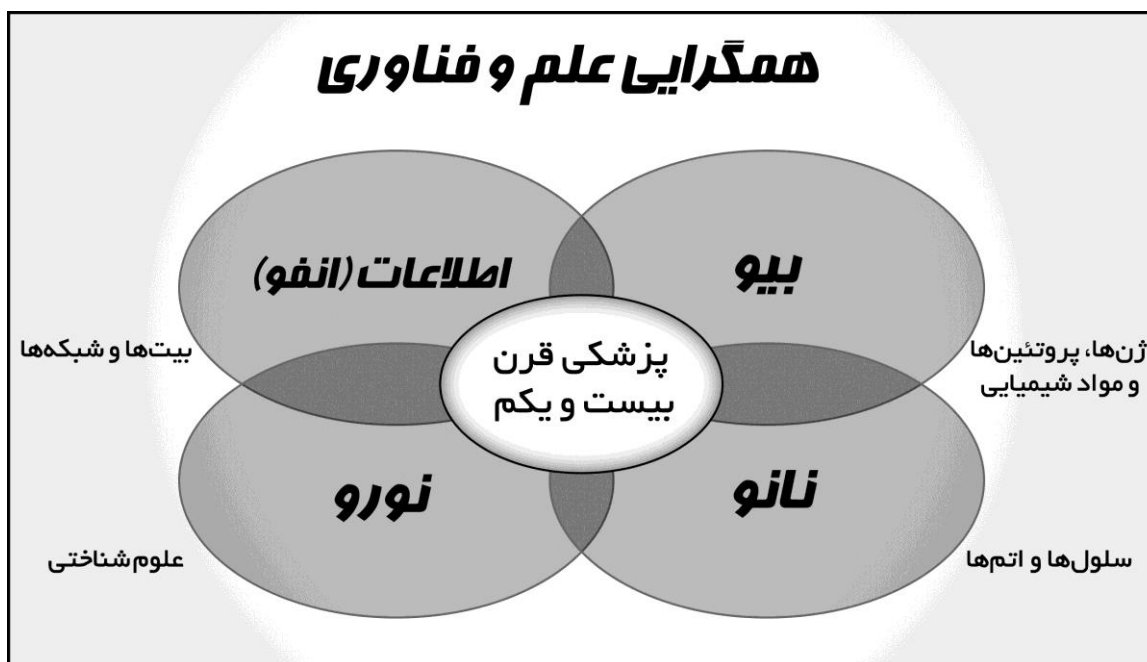 همگرایی علم و فناوری
بیو
اطلاعات (انفو)
ژن‌ها، پروتئین‌ها
و مواد شیمیایی
بیت‌ها و شبکه‌ها
پزشکی قرن
بیست و یکم
نانو
نورو
سلول‌ها و اتم‌ها
علوم شناختی